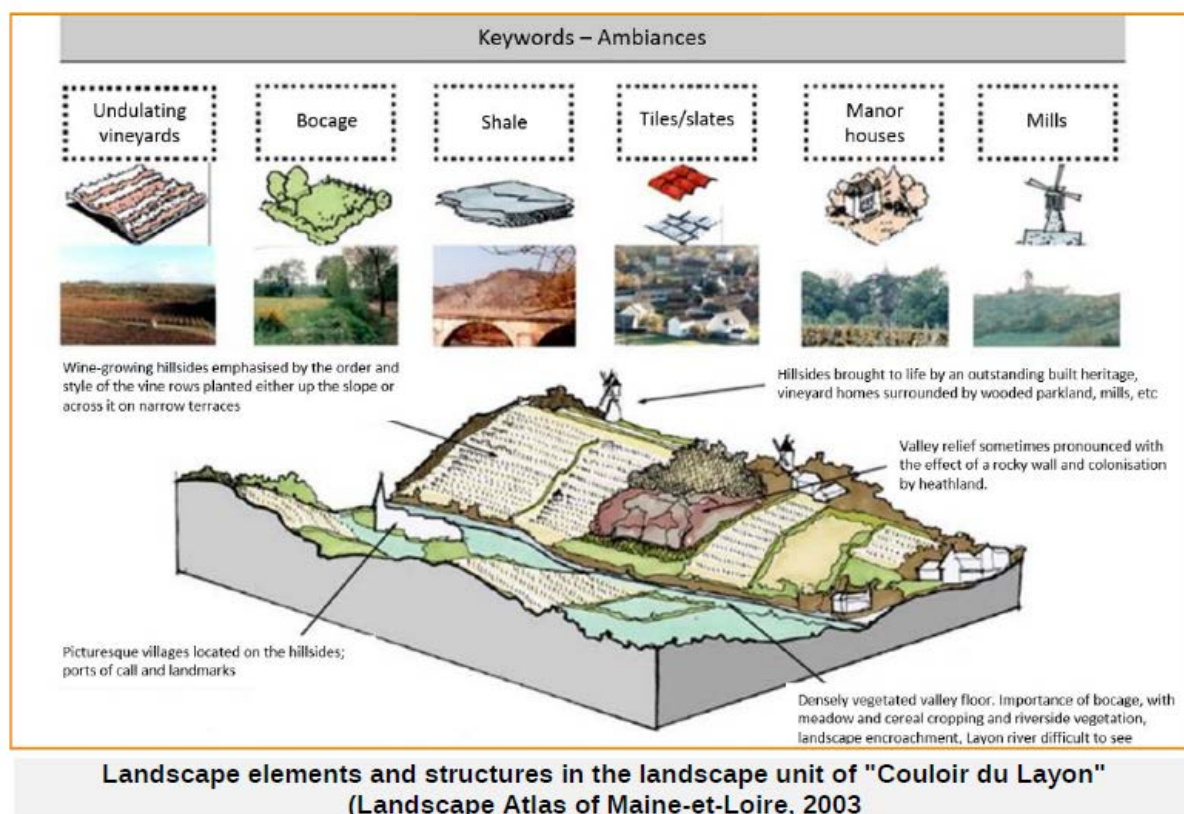 Keywords – Ambiances
Undulating
vineyards
Bocage
Shale
Tiles/slates
Manor
houses
Mills
Wine-growing hillsides emphasised by the order and
style of the vine rows planted either up the slope or
across it on narrow terraces
Hillsides brought to life by an outstanding built heritage,
vineyard homes surrounded by wooded parkland, mills, etc
Valley relief sometimes pronounced with
the effect of a rocky wall and colonisation
by heathland.
Picturesque villages located on the hillsides;
ports of call and landmarks
Densely vegetated valley floor. Importance of bocage, with
meadow and cereal cropping and riverside vegetation,
landscape encroachment, Layon river difficult to see
Landscape elements and structures in the landscape unit of "Couloir du Layon"
(Landscape Atlas of Maine-et-Loire, 2003